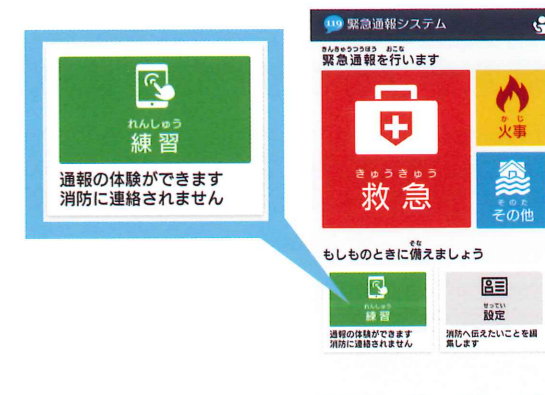 れんしゅう
練習
通報の体験ができます
消防に連絡されません
119 緊急通報システム
きんきゅうつうほう おこな
緊急通報を行います
きゅうきゅう
救急
かじ
火事
そのた
その他
そな
もしものときに備えましょう
れんしゅう
練習
通報の体験ができます
消防に連絡されません
せってい
設定
消防へ伝えたいことを編
集します